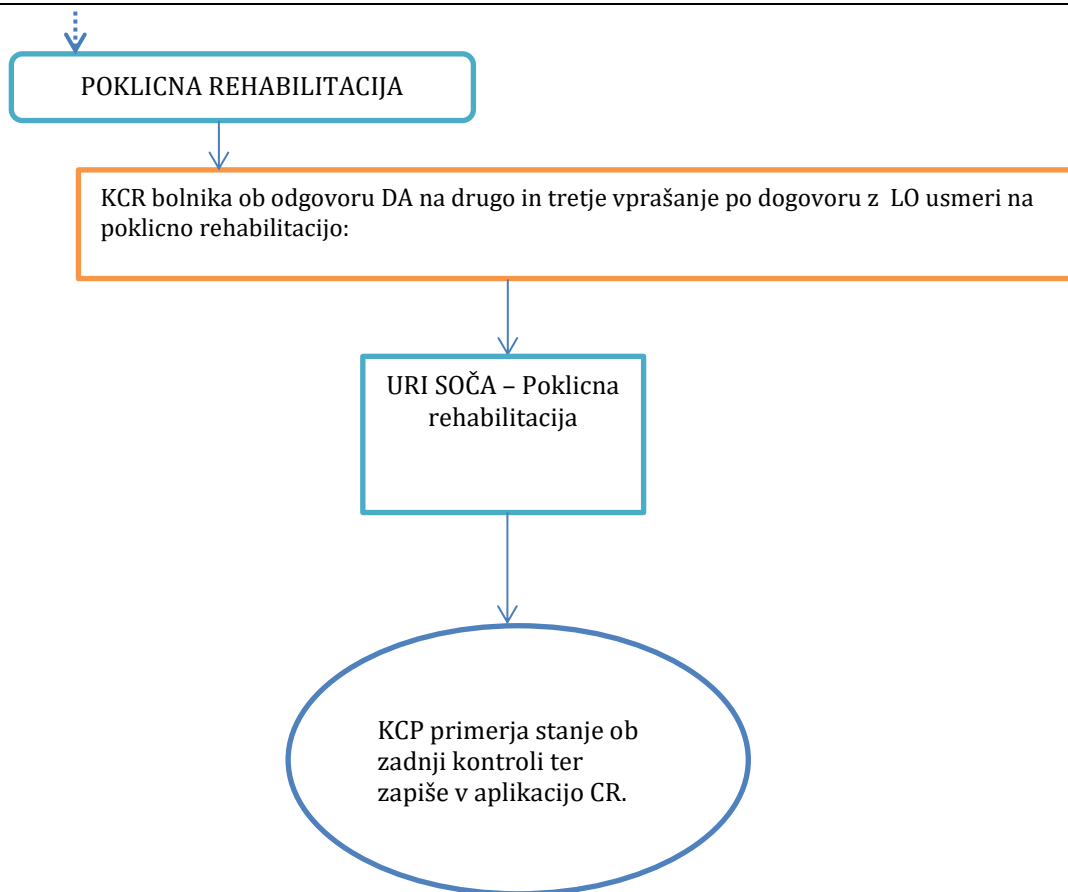 POKLICNA REHABILITACIJA
KCR bolnika ob odgovoru DA na drugo in tretje vprašanje po dogovoru z  LO usmeri na
poklicno rehabilitacijo:
URI SOČA – Poklicna
rehabilitacija
KCP primerja stanje ob
zadnji kontroli ter
zapiše v aplikacijo CR.